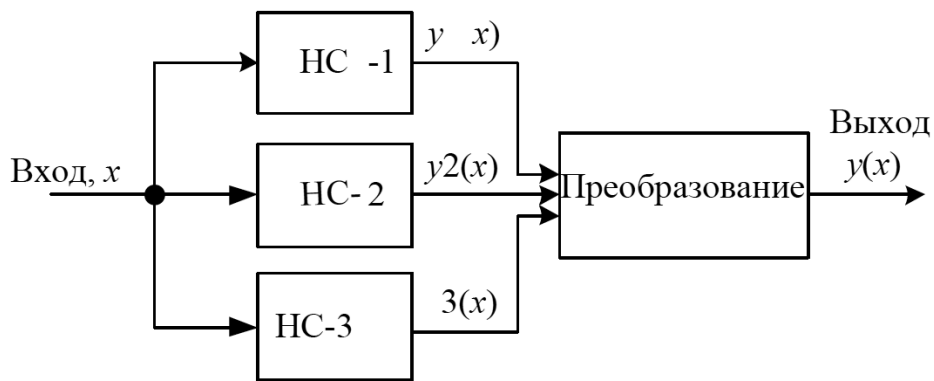 НС -1
y x)
Вход, x
НС- 2
y2(x)
Преобразование
Выход
y(x)
НС-3
3(x)